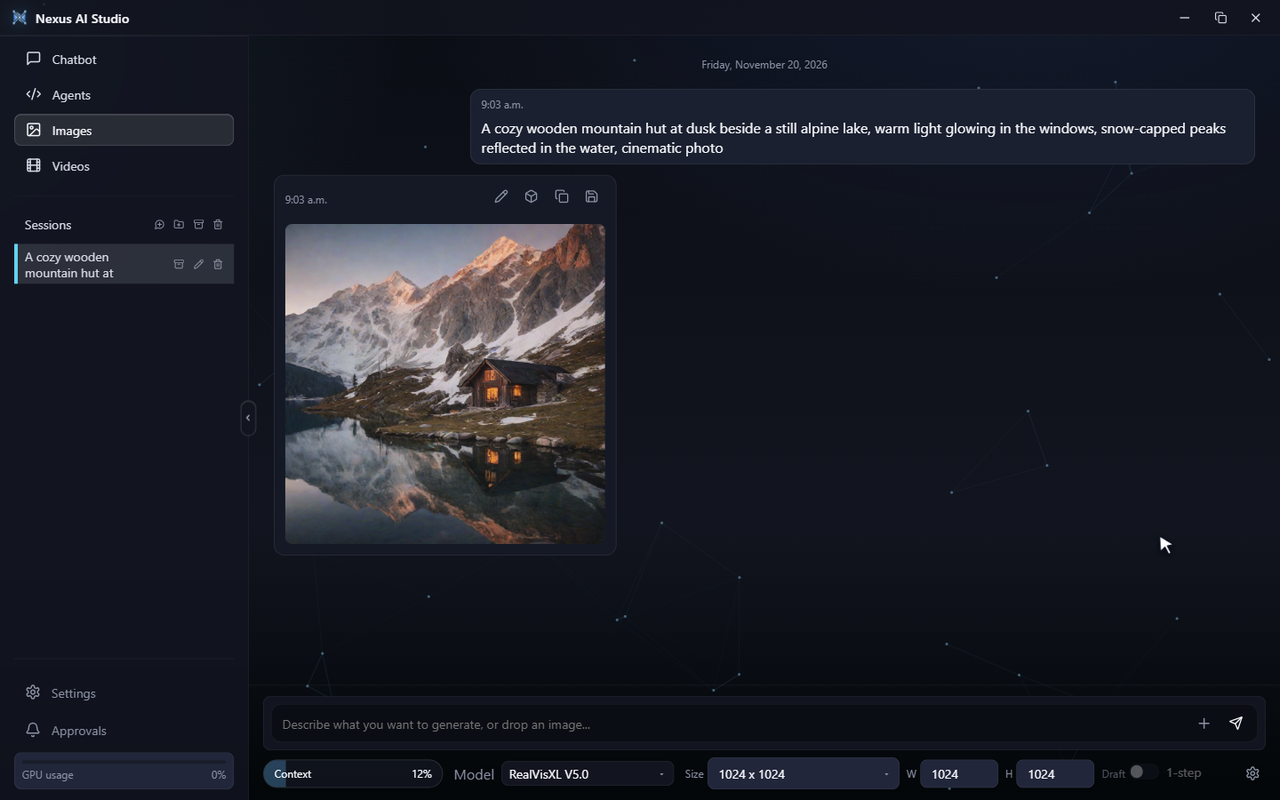 Nexus AI Studio
Chatbot
Agents
Images
Videos
Sessions
A cozy wooden
mountain hut at
Settings
Approvals
GPU usage 0%
Friday, November 20, 2026
9:03 a.m.
A cozy wooden mountain hut at dusk beside a still alpine lake, warm light glowing in the windows, snow-capped peaks
reflected in the water, cinematic photo
9:03 a.m.
Describe what you want to generate, or drop an image...
Context 12% Model RealVisXL V5.0 Size 1024 x 1024 W 1024 H 1024 Draft 1-step